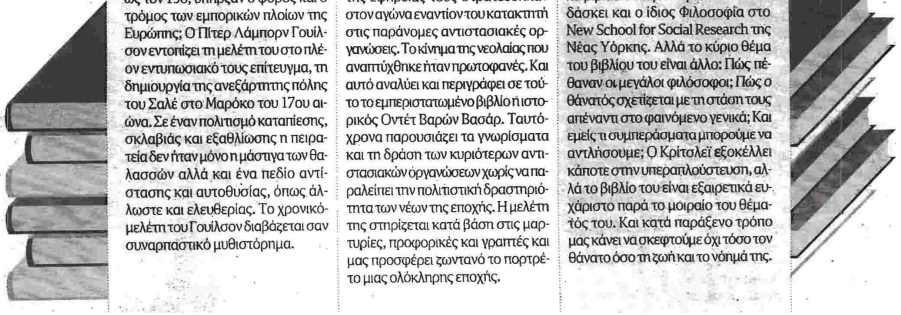 ως τον 19ο, υπήρξαν ο φόβος και ο
τρόμος των εμπορικών πλοίων της
Ευρώπης; Ο Πίτερ Λάμπορν Γουίλ-
σον εντοπίζει τη μελέτη του στο πλέ-
ον εντυπωσιακό τους επίτευγμα, τη
δημιουργία της ανεξάρτητης πόλης
του Σαλέ στο Μαρόκο του 17ου αι-
ώνα. Σε έναν πολιτισμό καταπίεσης,
σκλαβιάς και εξαθλίωσης η πειρα-
τεία δεν ήταν μόνο η μάστιγα των θα-
λασσών αλλά και ένα πεδίο αντί-
στασης και αυτοθυσίας, όπως άλ-
λωστε και ελευθερίας. Το χρονικό-
μελέτη του Γουίλσον διαβάζεται σαν
συναρπαστικό μυθιστόρημα.
στον αγώνα εναντίον του κατακτητή
στις παράνομες αντιστασιακές ορ-
γανώσεις. Το κίνημα της νεολαίας που
αναπτύχθηκε ήταν πρωτοφανές. Και
αυτό αναλύει και περιγράφει σε τού-
το το εμπεριστατωμένο βιβλίο η ιστο-
ρικός Οντέτ Βαρών Βασάρ. Ταυτό-
χρονα παρουσιάζει τα γνωρίσματα
και τη δράση των κυριότερων αντι-
στασιακών οργανώσεων χωρίς να πα-
ραλείπει την πολιτιστική δραστηριό-
τητα των νέων της εποχής. Η μελέτη
της στηρίζεται κατά βάση στις μαρ-
τυρίες, προφορικές και γραπτές και
μας προσφέρει ζωντανό το πορτρέ-
το μιας ολόκληρης εποχής.
δάσκει και ο ίδιος Φιλοσοφία στο
New School for Social Research της
Νέας Υόρκης. Αλλά το κύριο θέμα
του βιβλίου του είναι άλλο: Πώς πέ-
θαναν οι μεγάλοι φιλόσοφοι; Πώς ο
θάνατός σχετίζεται με τη στάση τους
απέναντι στο φαινόμενο γενικά; Και
εμείς τι συμπεράσματα μπορούμε να
αντλήσουμε; Ο Κρίτσλεϊ εξοκέλλει
κάποτε στην υπεραπλούστευση, αλ-
λά το βιβλίο του είναι εξαιρετικά ευ-
χάριστο παρά το μοιραίο του θέμα-
τός του. Και κατά παράξενο τρόπο
μας κάνει να σκεφτούμε όχι τόσο τον
θάνατο όσο τη ζωή και το νόημά της.